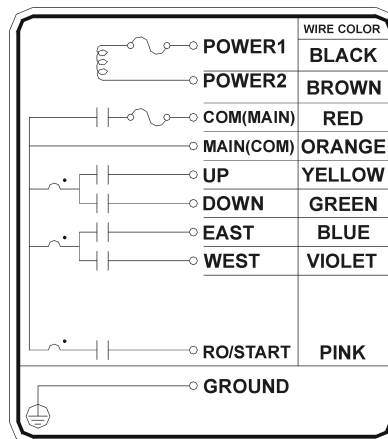 WIRE COLOR
POWER1 BLACK
POWER2 BROWN
COM(MAIN) RED
MAIN(COM) ORANGE
UP YELLOW
DOWN GREEN
EAST BLUE
WEST VIOLET
RO/START PINK
GROUND